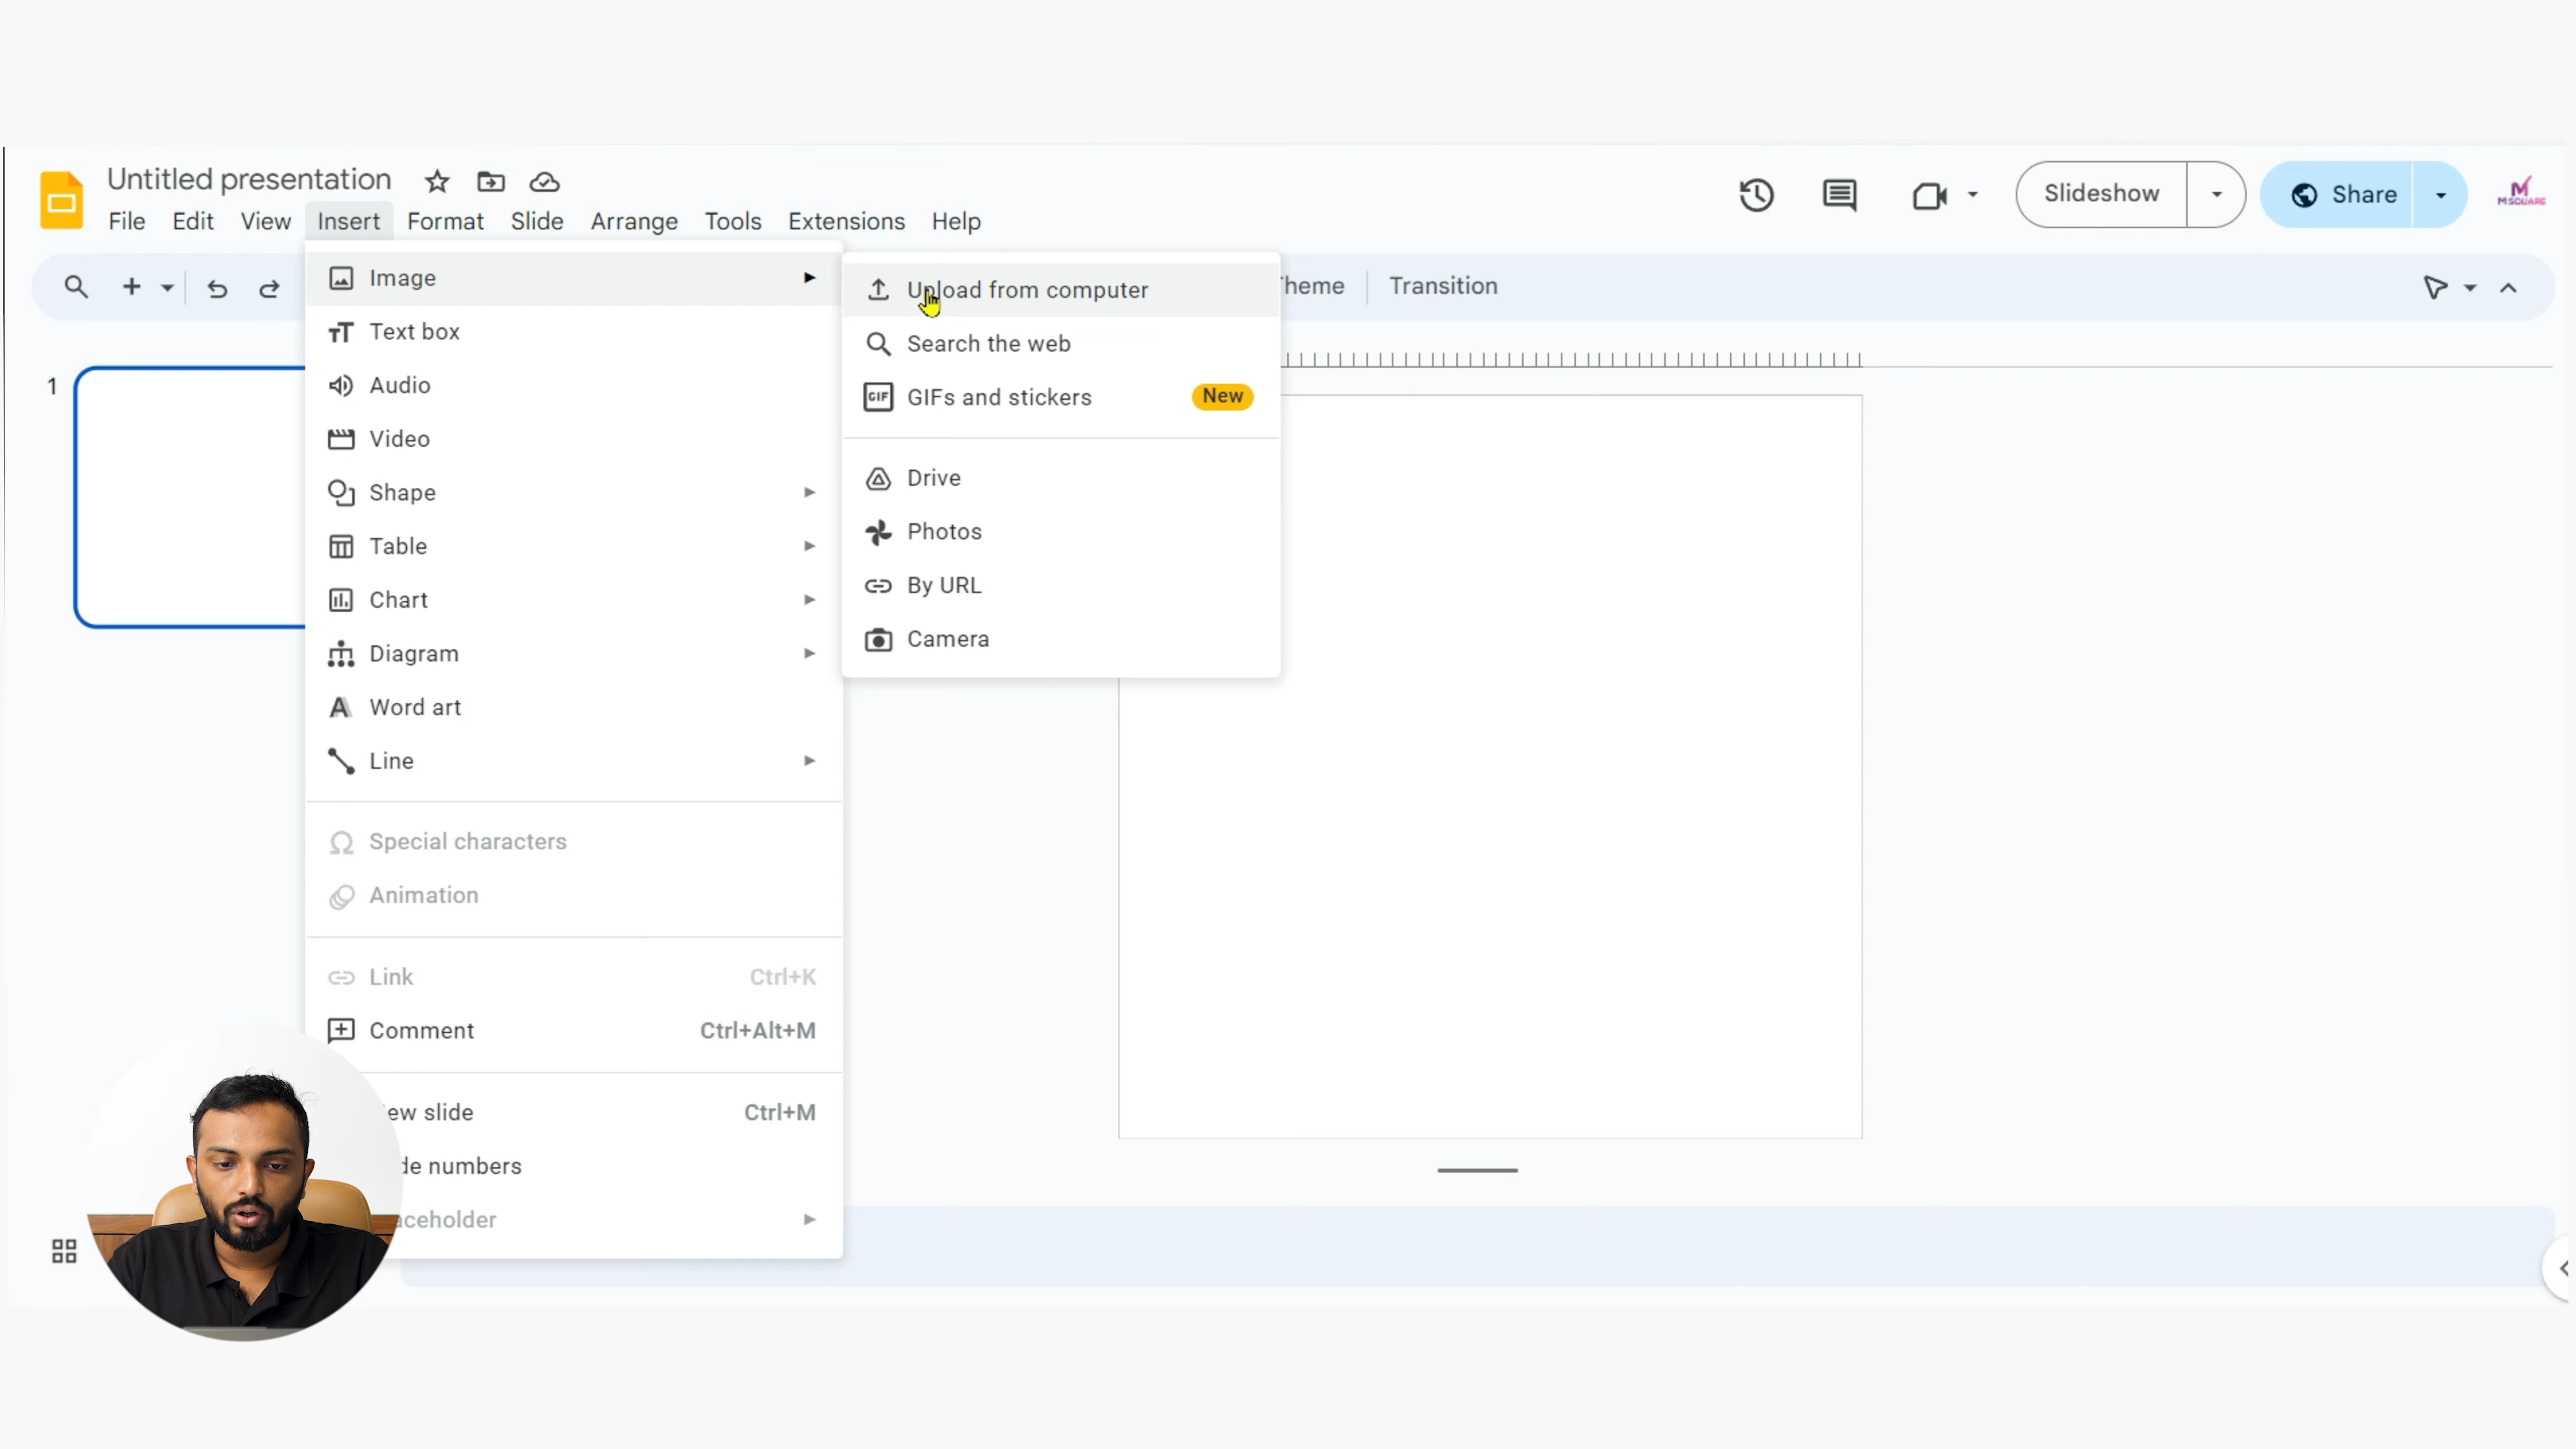 Untitled presentation
File Edit View Insert Format Slide Arrange Tools Extensions Help
Slideshow
Share
M SQUARE
Image
Text box
Audio
Video
Shape
Table
Chart
Diagram
Word art
Line
Special characters
Animation
Link Ctrl+K
Comment Ctrl+Alt+M
ew slide Ctrl+M
de numbers
aceholder
Upload from computer
Search the web
GIF GIFs and stickers New
Drive
Photos
By URL
Camera
heme Transition
1